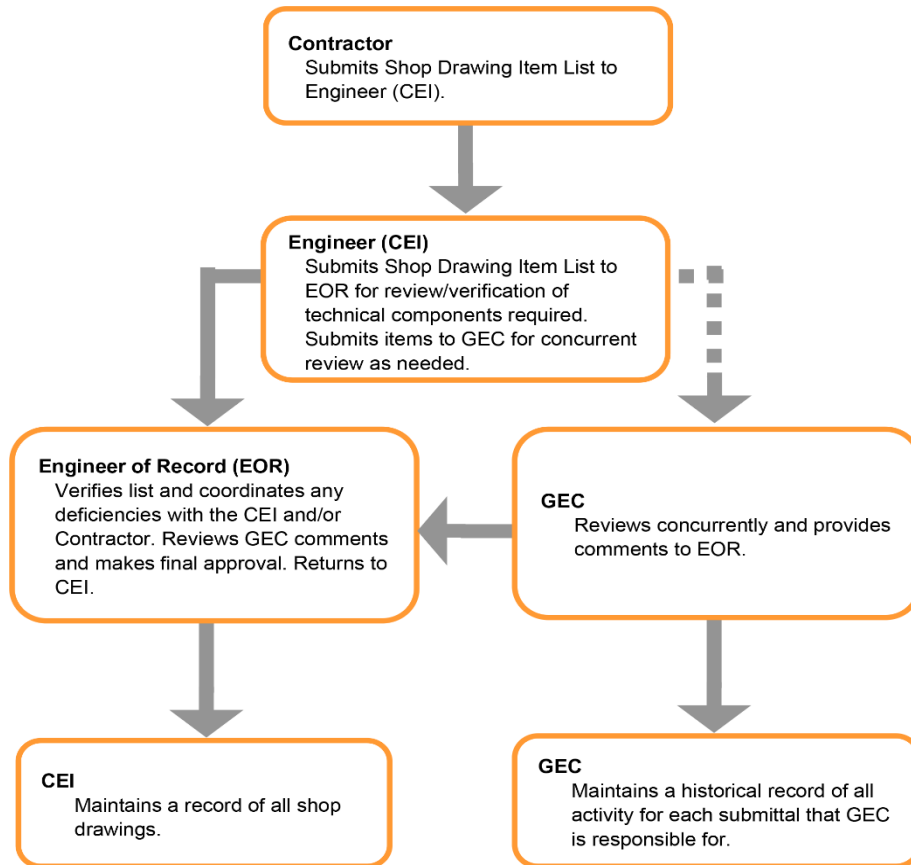 Contractor
Submits Shop Drawing Item List to
Engineer (CEI).
Engineer (CEI)
Submits Shop Drawing Item List to
EOR for review/verification of
technical components required.
Submits items to GEC for concurrent
review as needed.
Engineer of Record (EOR)
Verifies list and coordinates any
deficiencies with the CEI and/or
Contractor. Reviews GEC comments
and makes final approval. Returns to
CEI.
GEC
Reviews concurrently and provides
comments to EOR.
CEI
Maintains a record of all shop
drawings.
GEC
Maintains a historical record of all
activity for each submittal that GEC
is responsible for.